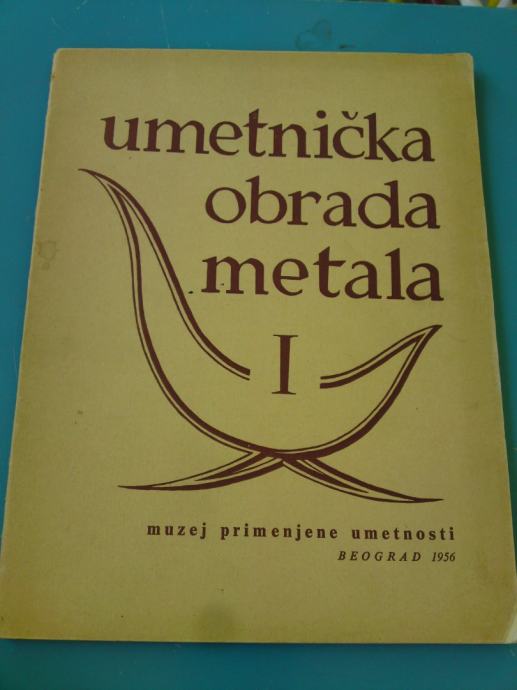 umetnička
obrada
metala
I
muzej primenjene umetnosti
BEOGRAD 1956